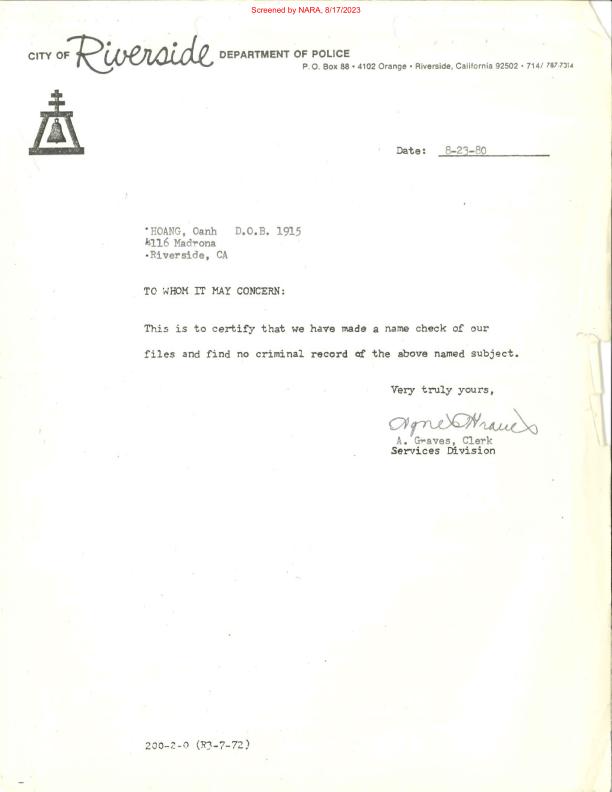 Screened by NARA, 8/17/2023
CITY OF Riverside DEPARTMENT OF POLICE
P. O. Box 88 • 4102 Orange • Riverside, California 92502 • 714/ 787-7314
Date: 8-23-80
HOANG, Oanh D.O.B. 1915
4116 Madrona
Riverside, CA
TO WHOM IT MAY CONCERN:
This is to certify that we have made a name check of our
files and find no criminal record of the above named subject.
Very truly yours,
Agnes Graves
A. Graves, Clerk
Services Division
200-2-0 (R3-7-72)